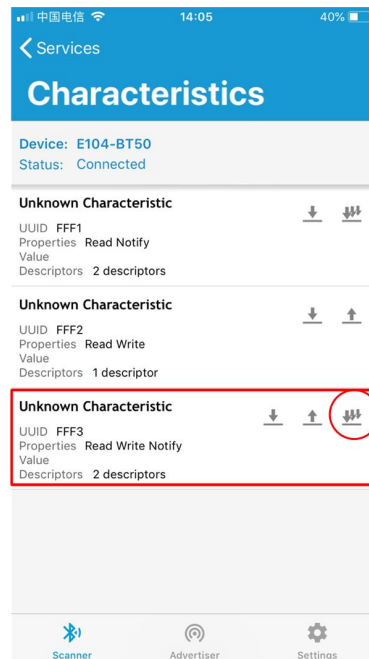 中国电信 14:05 40%
Services
Characteristics
Device: E104-BT50
Status: Connected
Unknown Characteristic
UUID FFF1
Properties Read Notify
Value
Descriptors 2 descriptors
Unknown Characteristic
UUID FFF2
Properties Read Write
Value
Descriptors 1 descriptor
Unknown Characteristic
UUID FFF3
Properties Read Write Notify
Value
Descriptors 2 descriptors
Scanner Advertiser Settings